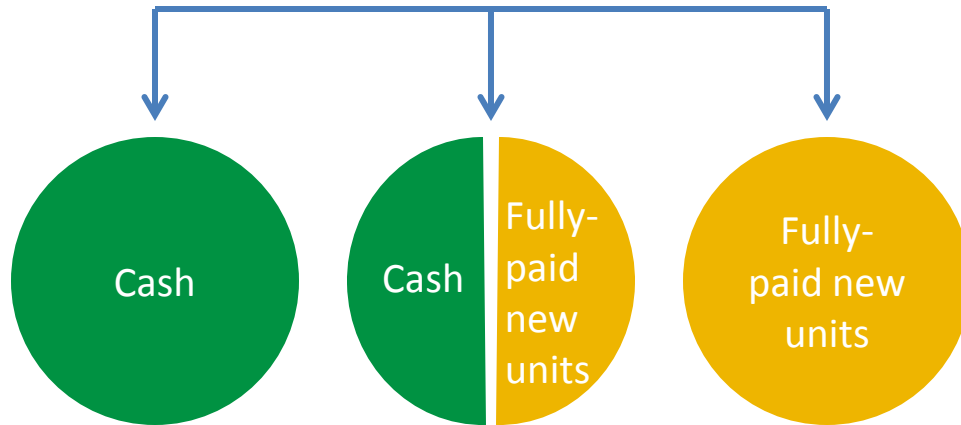 Cash
Cash
Fully-
paid
new
units
Fully-
paid new
units